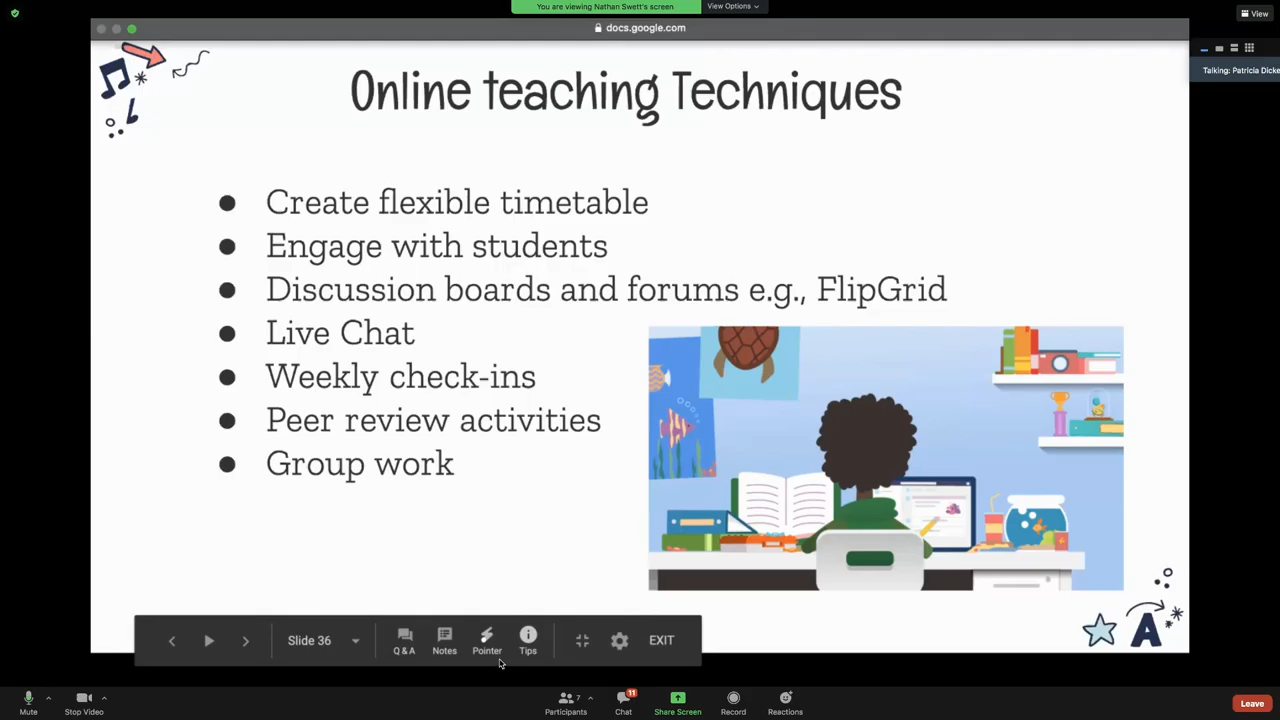 You are viewing Nathan Swett's screen
View Options
View
docs.google.com
Talking: Patricia Dicke
Online teaching Techniques
● Create flexible timetable
● Engage with students
● Discussion boards and forums e.g., FlipGrid
● Live Chat
● Weekly check-ins
● Peer review activities
● Group work
A
Slide 36
Q & A
Notes
Pointer
Tips
EXIT
Mute
Stop Video
7
Participants
11
Chat
Share Screen
Record
Reactions
Leave